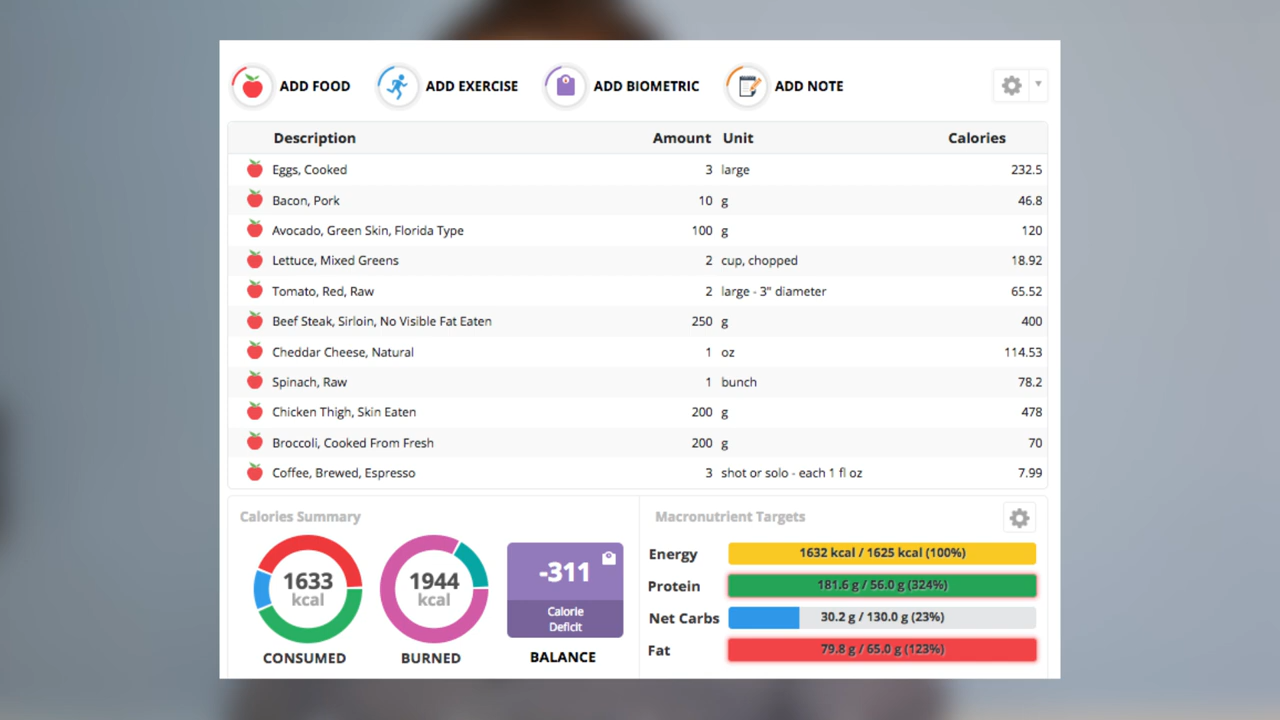 ADD FOOD ADD EXERCISE ADD BIOMETRIC ADD NOTE
Description Amount Unit Calories
Eggs, Cooked 3 large 232.5
Bacon, Pork 10 g 46.8
Avocado, Green Skin, Florida Type 100 g 120
Lettuce, Mixed Greens 2 cup, chopped 18.92
Tomato, Red, Raw 2 large - 3" diameter 65.52
Beef Steak, Sirloin, No Visible Fat Eaten 250 g 400
Cheddar Cheese, Natural 1 oz 114.53
Spinach, Raw 1 bunch 78.2
Chicken Thigh, Skin Eaten 200 g 478
Broccoli, Cooked From Fresh 200 g 70
Coffee, Brewed, Espresso 3 shot or solo - each 1 fl oz 7.99
Calories Summary
1633
kcal
CONSUMED
1944
kcal
BURNED
-311
Calorie
Deficit
BALANCE
Macronutrient Targets
Energy 1632 kcal / 1625 kcal (100%)
Protein 181.6 g / 56.0 g (324%)
Net Carbs 30.2 g / 130.0 g (23%)
Fat 79.8 g / 65.0 g (123%)